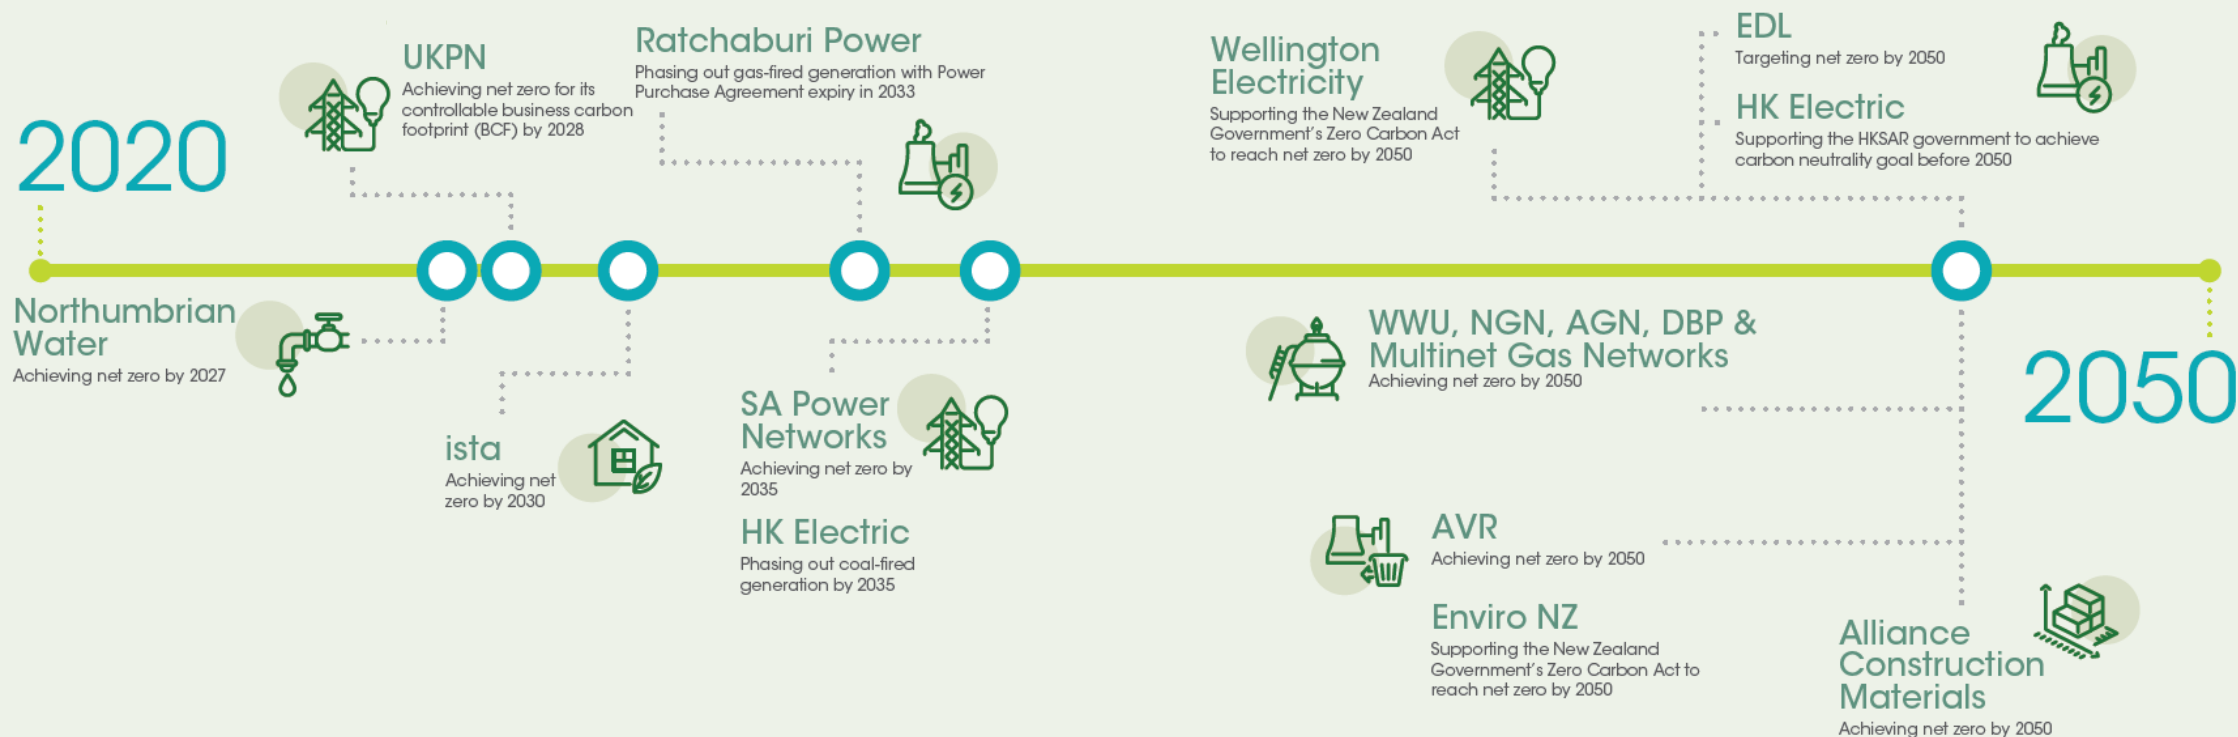 2020
UKPN
Achieving net zero for its
controllable business carbon
footprint (BCF) by 2028
Ratchaburi Power
Phasing out gas-fired generation with Power
Purchase Agreement expiry in 2033
Wellington
Electricity
Supporting the New Zealand
Government's Zero Carbon Act
to reach net zero by 2050
EDL
Targeting net zero by 2050
HK Electric
Supporting the HKSAR government to achieve
carbon neutrality goal before 2050
Northumbrian
Water
Achieving net zero by 2027
ista
Achieving net
zero by 2030
SA Power
Networks
Achieving net zero by
2035
HK Electric
Phasing out coal-fired
generation by 2035
WWU, NGN, AGN, DBP &
Multinet Gas Networks
Achieving net zero by 2050
AVR
Achieving net zero by 2050
Enviro NZ
Supporting the New Zealand
Government's Zero Carbon Act to
reach net zero by 2050
Alliance
Construction
Materials
Achieving net zero by 2050
2050